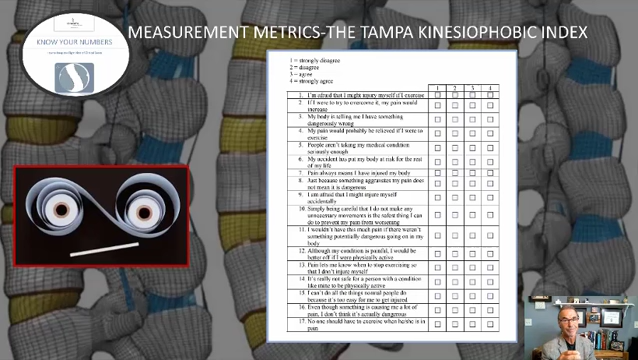 KNOW YOUR NUMBERS
MEASUREMENT METRICS-THE TAMPA KINESIOPHOBIC INDEX
1 = strongly disagree
2 = disagree
3 = agree
4 = strongly agree
1 2 3 4
1. I'm afraid that I might injury myself if I exercise
2. If I were to try to overcome it, my pain would
increase
3. My body is telling me I have something
dangerously wrong
4. My pain would probably be relieved if I were to
exercise
5. People aren't taking my medical condition
seriously enough
6. My accident has put my body at risk for the rest
of my life
7. Pain always means I have injured my body
8. Just because something aggravates my pain does
not mean it is dangerous
9. I am afraid that I might injure myself
accidentally
10. Simply being careful that I do not make any
unnecessary movements is the safest thing I can
do to prevent my pain from worsening
11. I wouldn't have this much pain if there weren't
something potentially dangerous going on in my
body
12. Although my condition is painful, I would be
better off if I were physically active
13. Pain lets me know when to stop exercising so
that I don't injure myself
14. It's really not safe for a person with a condition
like mine to be physically active
15. I can't do all the things normal people do
because it's too easy for me to get injured
16. Even though something is causing me a lot of
pain, I don't think it's actually dangerous
17. No one should have to exercise when he/she is in
pain